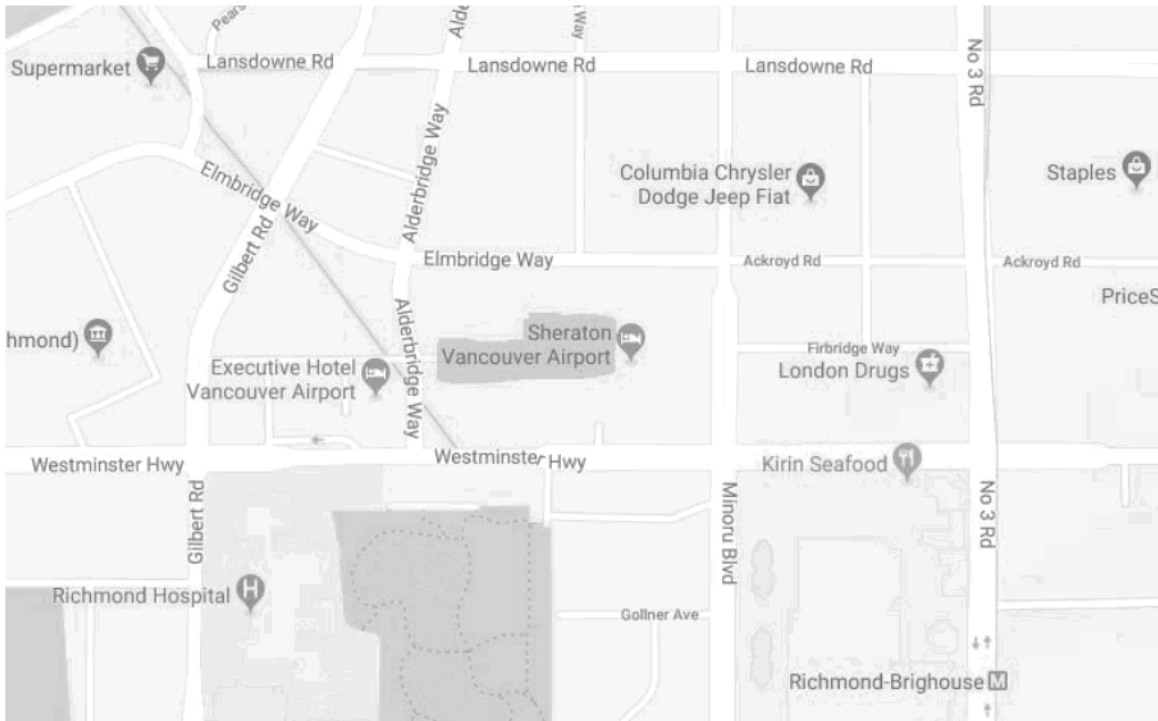 Pears
Alde
Way
Supermarket
Lansdowne Rd
Lansdowne Rd
Lansdowne Rd
No 3 Rd
Alderbridge Way
Columbia Chrysler
Dodge Jeep Fiat
Staples
Elmbridge Way
Gilbert Rd
Elmbridge Way
Ackroyd Rd
Ackroyd Rd
PriceS
hmond)
Alderbridge Way
Sheraton
Vancouver Airport
Firbridge Way
London Drugs
Executive Hotel
Vancouver Airport
Westminster Hwy
Westminster Hwy
Kirin Seafood
Gilbert Rd
Minoru Blvd
No 3 Rd
H
Richmond Hospital
Gollner Ave
Richmond-Brighouse M